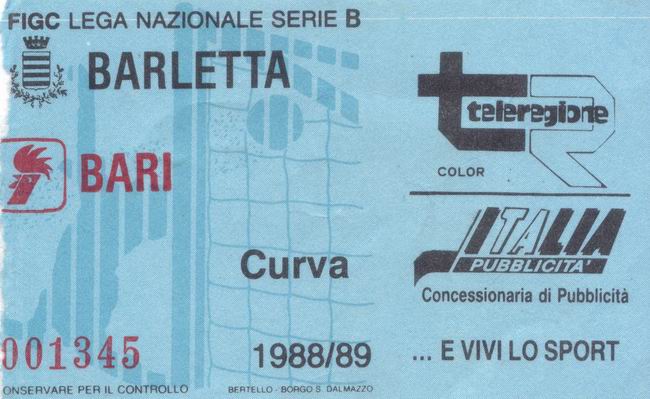 FIGC LEGA NAZIONALE SERIE B
BARLETTA
BARI
Curva
001345
1988/89
ONSERVARE PER IL CONTROLLO
BERTELLO - BORGO S. DALMAZZO
teleregione
COLOR
ITALIA
PUBBLICITA'
Concessionaria di Pubblicità
... E VIVI LO SPORT